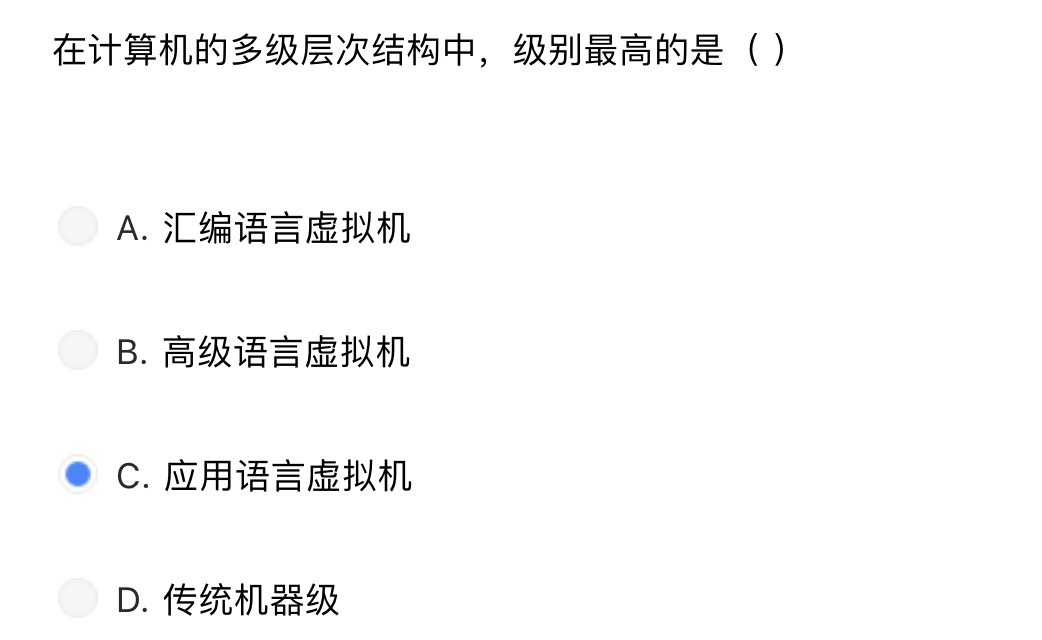 在计算机的多级层次结构中，级别最高的是（ ）
A. 汇编语言虚拟机
B. 高级语言虚拟机
C. 应用语言虚拟机
D. 传统机器级